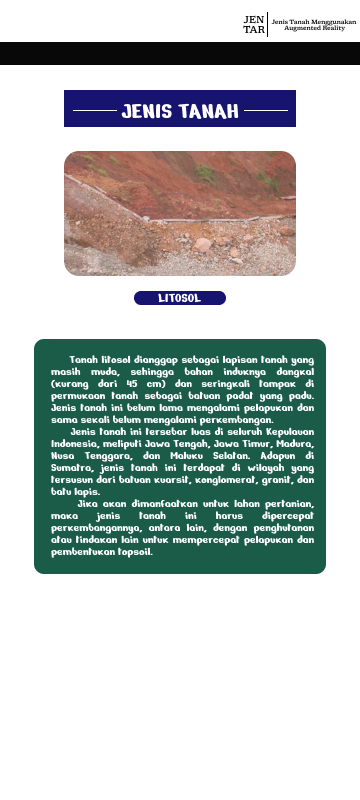 JEN
TAR
Jenis Tanah Menggunakan
Augmented Reality
JENIS TANAH
LITOSOL
Tanah litosol dianggap sebagai lapisan tanah yang
masih muda, sehingga bahan induknya dangkal
(kurang dari 45 cm) dan seringkali tampak di
permukaan tanah sebagai batuan padat yang padu.
Jenis tanah ini belum lama mengalami pelapukan dan
sama sekali belum mengalami perkembangan.
Jenis tanah ini tersebar luas di seluruh Kepulauan
Indonesia, meliputi Jawa Tengah, Jawa Timur, Madura,
Nusa Tenggara, dan Maluku Selatan. Adapun di
Sumatra, jenis tanah ini terdapat di wilayah yang
tersusun dari batuan kuarsit, konglomerat, granit, dan
batu lapis.
Jika akan dimanfaatkan untuk lahan pertanian,
maka jenis tanah ini harus dipercepat
perkembangannya, antara lain, dengan penghutanan
atau tindakan lain untuk mempercepat pelapukan dan
pembentukan topsoil.